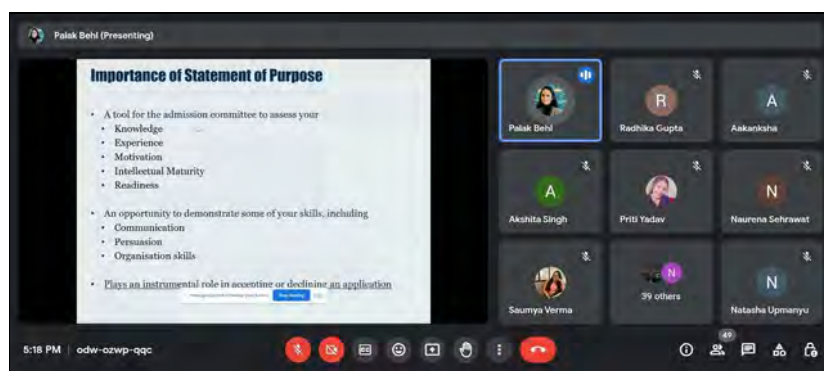 Palak Behl (Presenting)
Importance of Statement of Purpose
• A tool for the admission committee to assess your
• Knowledge
• Experience
• Motivation
• Intellectual Maturity
• Readiness
• An opportunity to demonstrate some of your skills, including
• Communication
• Persuasion
• Organisation skills
• Plays an instrumental role in accepting or declining an application
Palak Behl
R
Radhika Gupta
A
Aakanksha
A
Akshita Singh
Priti Yadav
N
Naurena Sehrawat
Saumya Verma
N
39 others
N
Natasha Upmanyu
5:18 PM | odw-ozwp-qqc
49